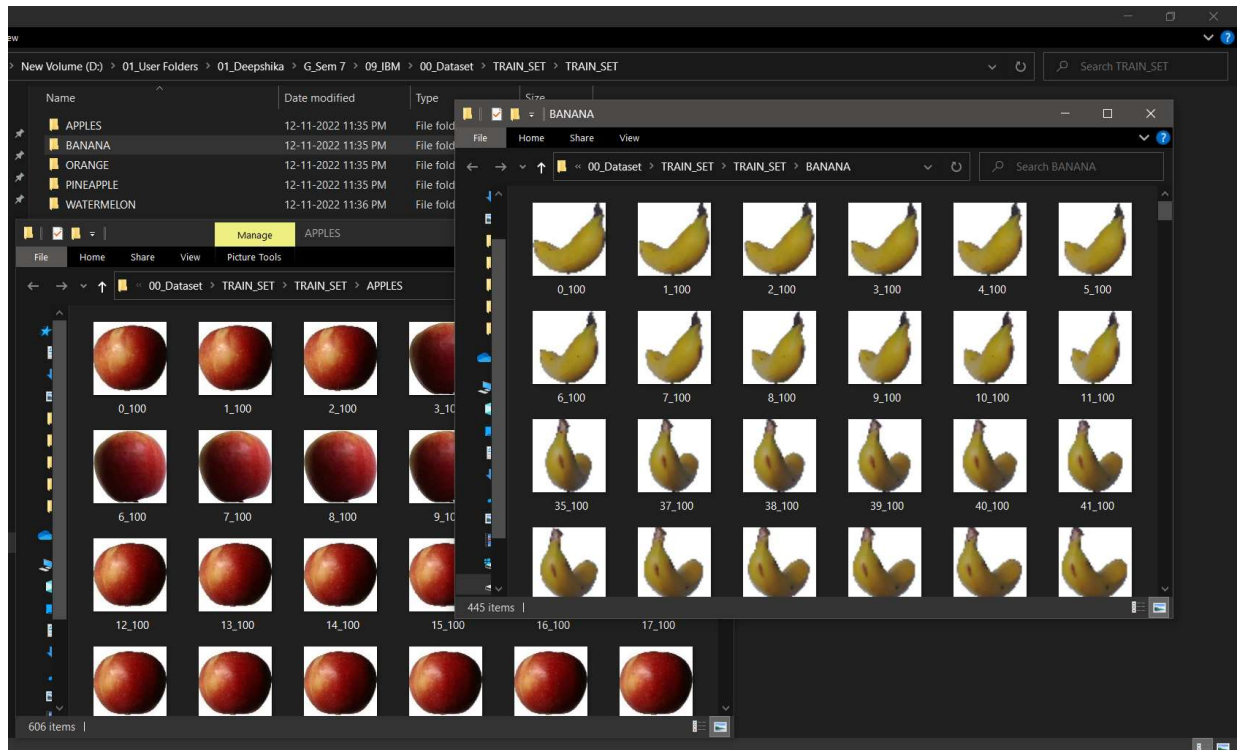 ew
New Volume (D:) > 01_User Folders > 01_Deepshika > G_Sem 7 > 09_IBM > 00_Dataset > TRAIN_SET > TRAIN_SET
Search TRAIN_SET
Name Date modified Type Size
APPLES 12-11-2022 11:35 PM File fold
BANANA 12-11-2022 11:35 PM File fold
ORANGE 12-11-2022 11:35 PM File fold
PINEAPPLE 12-11-2022 11:35 PM File fold
WATERMELON 12-11-2022 11:36 PM File fold
BANANA
File Home Share View
« 00_Dataset > TRAIN_SET > TRAIN_SET > BANANA
Search BANANA
0_100 1_100 2_100 3_100 4_100 5_100
6_100 7_100 8_100 9_100 10_100 11_100
35_100 37_100 38_100 39_100 40_100 41_100
445 items
Manage APPLES
File Home Share View Picture Tools
« 00_Dataset > TRAIN_SET > TRAIN_SET > APPLES
0_100 1_100 2_100 3_10
6_100 7_100 8_100 9_10
12_100 13_100 14_100 15_100 16_100 17_100
606 items